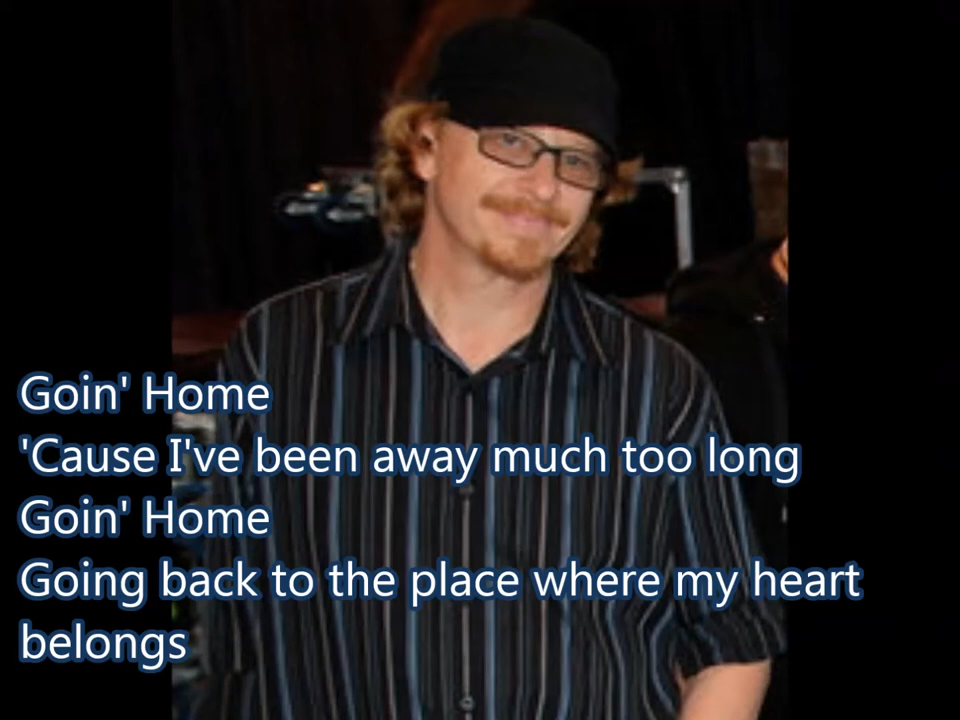 Goin' Home
'Cause I've been away much too long
Goin' Home
Going back to the place where my heart
belongs